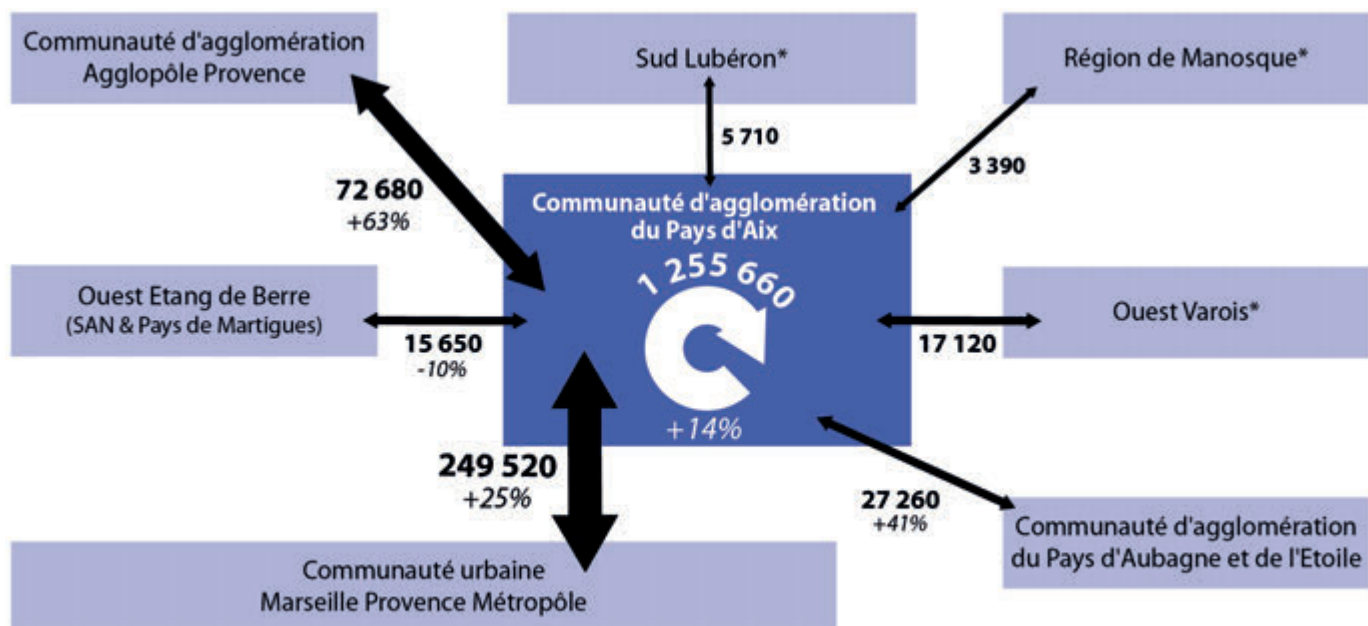 Communauté d'agglomération
Agglopôle Provence
Sud Lubéron*
Région de Manosque*
5 710
3 390
72 680
+63%
Communauté d'agglomération
du Pays d'Aix
1 255 660
+14%
Ouest Etang de Berre
(SAN & Pays de Martigues)
15 650
-10%
Ouest Varois*
17 120
249 520
+25%
27 260
+41%
Communauté d'agglomération
du Pays d'Aubagne et de l'Etoile
Communauté urbaine
Marseille Provence Métropôle